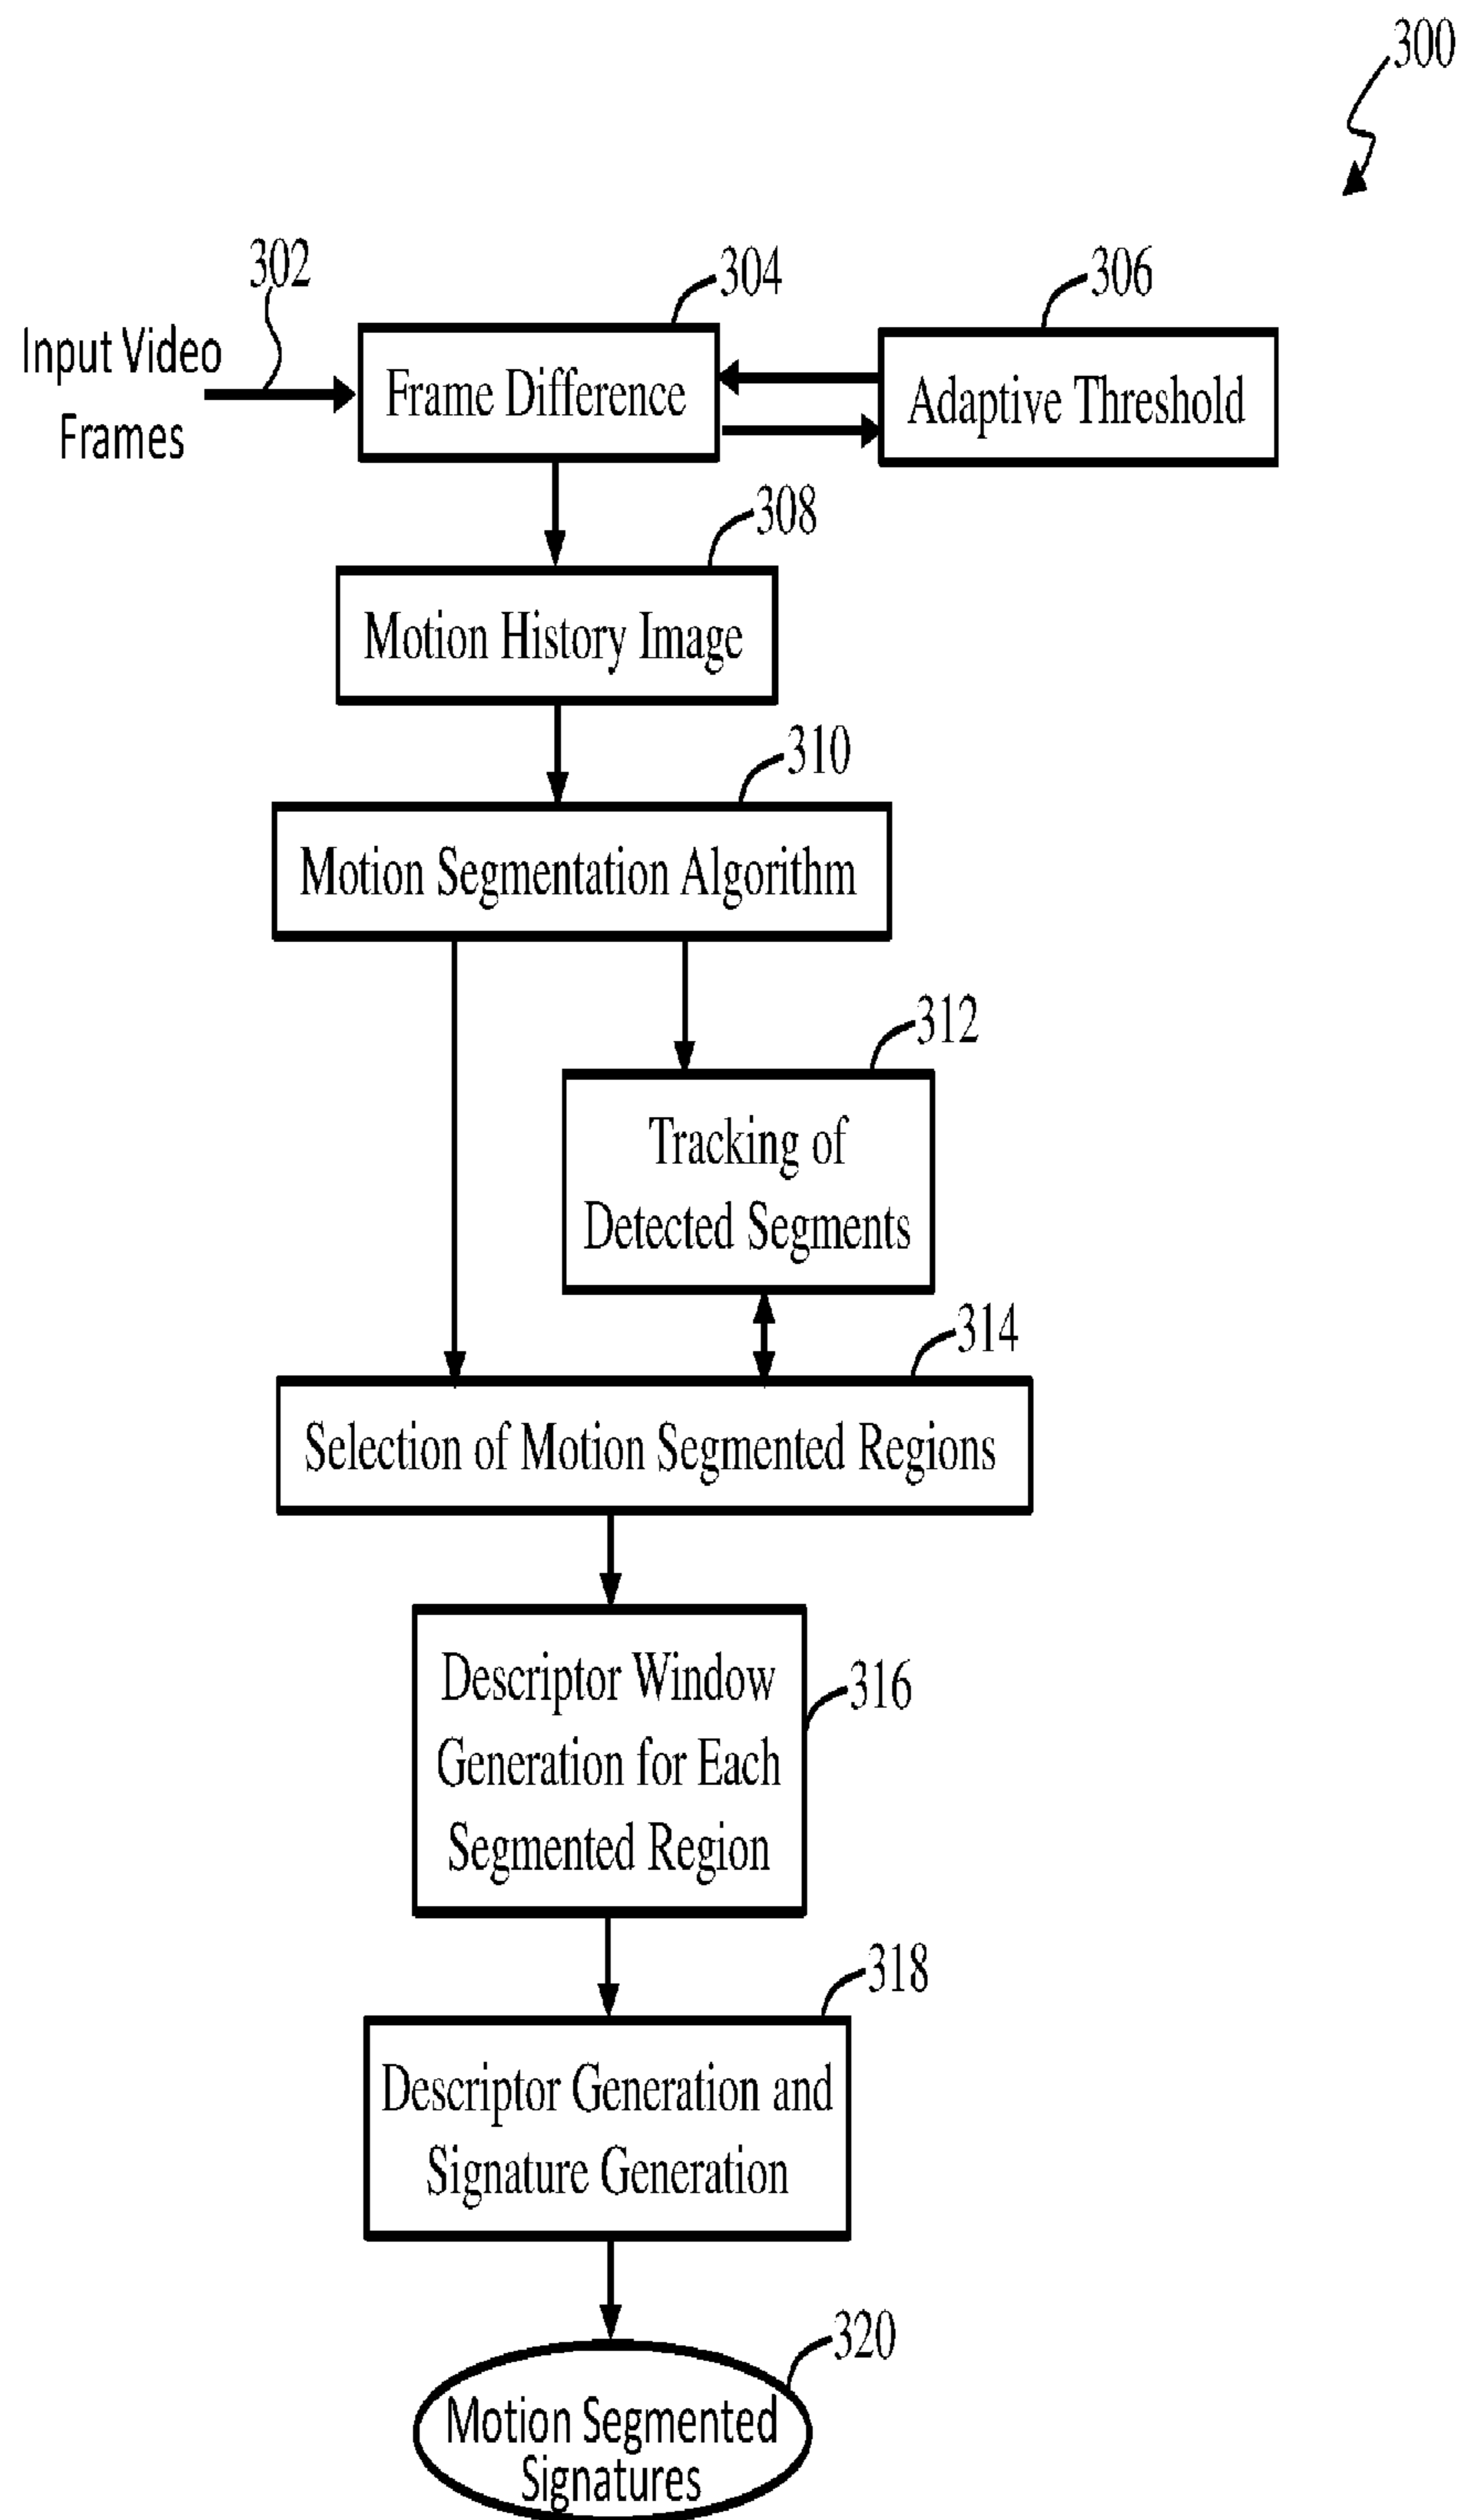 300
302
304
306
Input Video
Frames
Frame Difference
Adaptive Threshold
308
Motion History Image
310
Motion Segmentation Algorithm
312
Tracking of
Detected Segments
314
Selection of Motion Segmented Regions
316
Descriptor Window
Generation for Each
Segmented Region
318
Descriptor Generation and
Signature Generation
320
Motion Segmented
Signatures